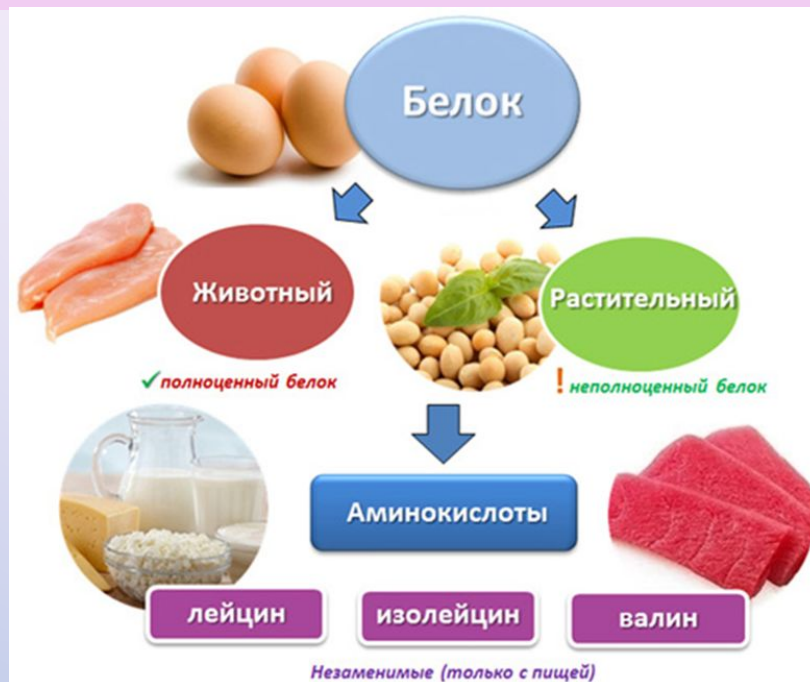 Белок
Животный
Растительный
✓полноценный белок
! неполноценный белок
Аминокислоты
лейцин
изолейцин
валин
Незаменимые (только с пищей)